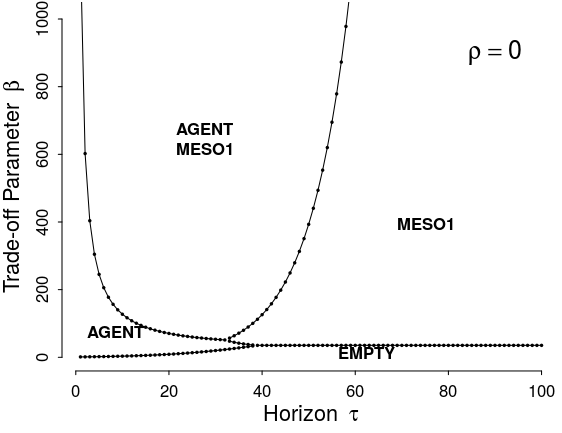 ρ = 0
1000
800
600
400
200
0
Trade-off Parameter β
AGENT
MESO1
MESO1
AGENT
EMPTY
0 20 40 60 80 100
Horizon τ